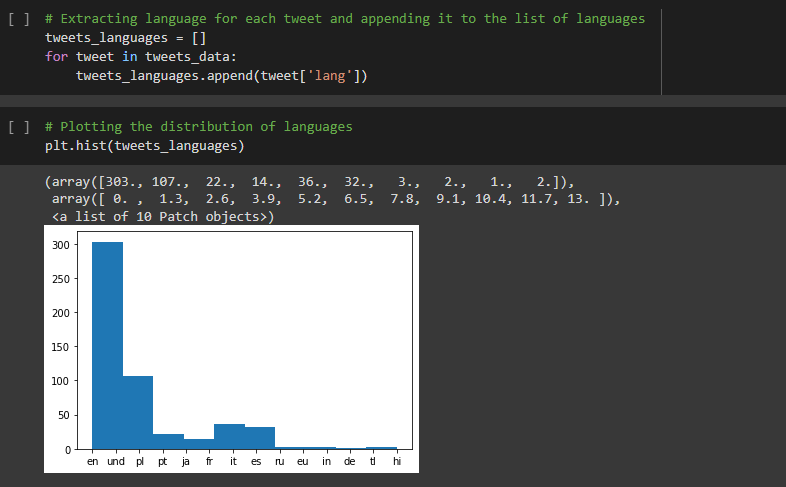 [ ] # Extracting language for each tweet and appending it to the list of languages
tweets_languages = []
for tweet in tweets_data:
    tweets_languages.append(tweet['lang'])
[ ] # Plotting the distribution of languages
plt.hist(tweets_languages)
(array([303., 107.,  22.,  14.,  36.,  32.,   3.,   2.,   1.,   2.]),
 array([ 0. ,  1.3,  2.6,  3.9,  5.2,  6.5,  7.8,  9.1, 10.4, 11.7, 13. ]),
 <a list of 10 Patch objects>)
300
250
200
150
100
50
0
en und pl pt ja fr it es ru eu in de tl hi